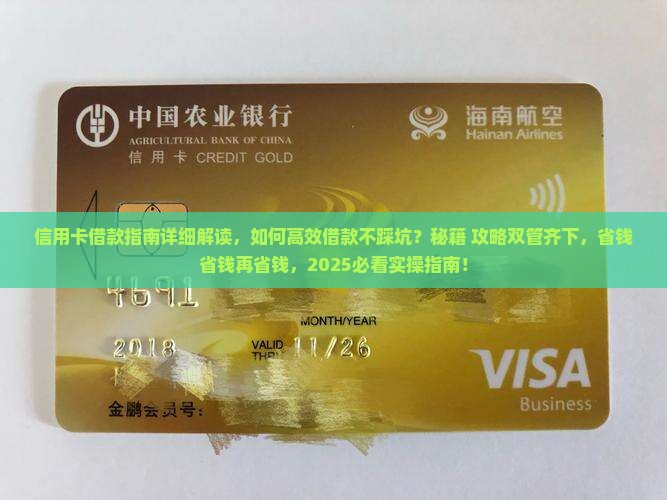 中国农业银行
AGRICULTURAL BANK OF CHINA
信用卡 CREDIT GOLD
海南航空
Hainan Airlines
信用卡借款指南详细解读，如何高效借款不踩坑？秘籍 攻略双管齐下，省钱
省钱再省钱，2025必看实操指南！
4691
MONTH/YEAR
2018
VALID
THRU 11/26
VISA
Business
金鹏会员号：